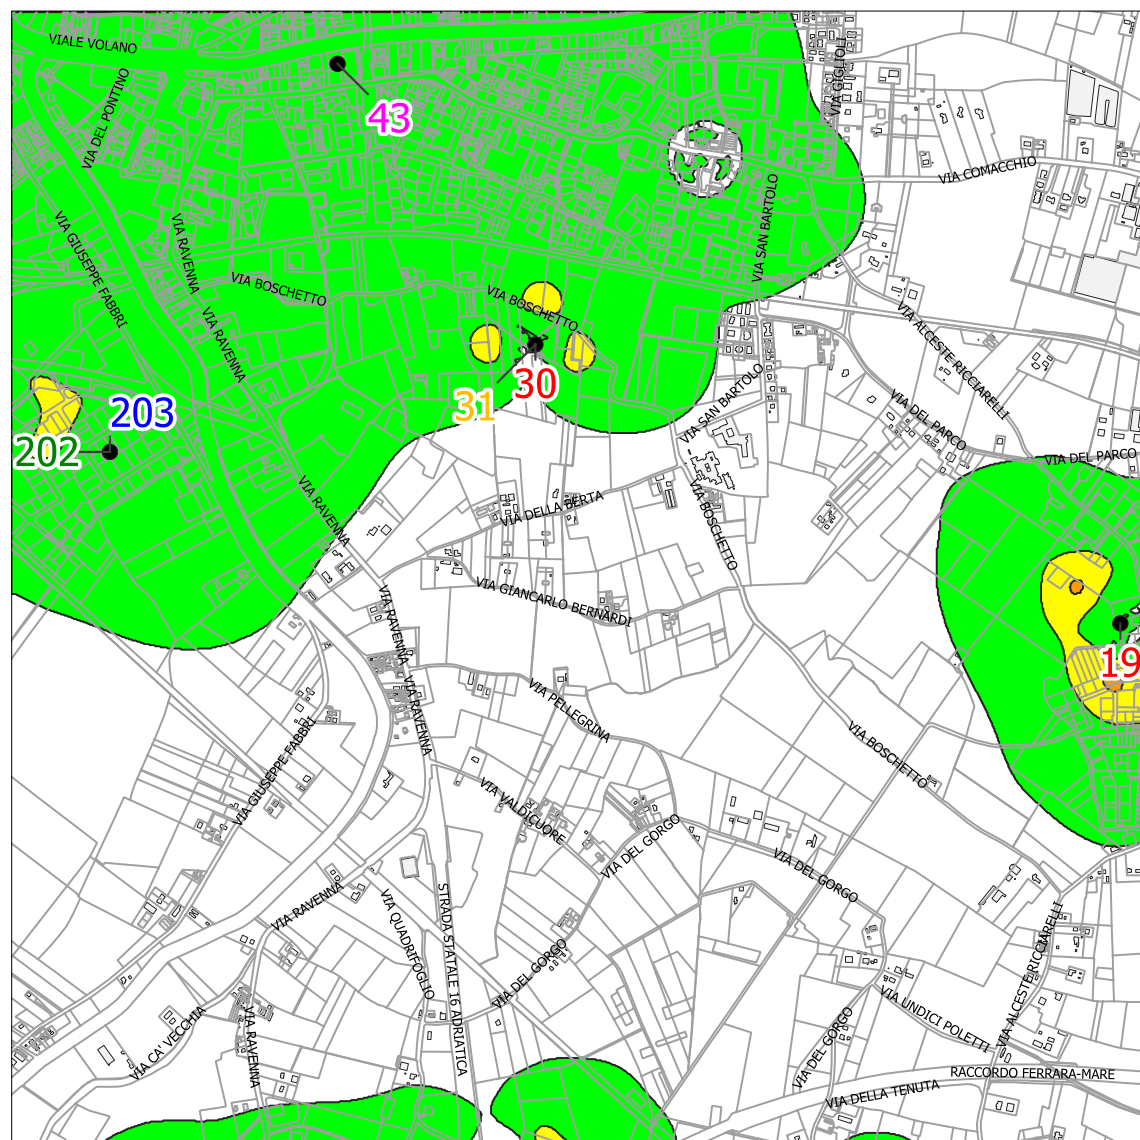 VIALE VOLANO
VIA DEL PONTINO
43
VIA GIGLIOLI
VIA COMACCHIO
VIA SAN BARTOLO
VIA GIUSEPPE FABBRI
VIA RAVENNA
VIA BOSCHETTO
VIA BOSCHETTO
VIA RAVENNA
VIA ALCESTE RICCIARELLI
30
31
203
202
VIA SAN BARTOLO
VIA DEL PARCO
VIA DEL PARCO
VIA RAVENNA
VIA DELLA BERTA
VIA BOSCHETTO
VIA GIANCARLO BERNARDI
VIA RAVENNA
19
VIA RAVENNA
VIA PELLEGRINA
VIA GIUSEPPE FABBRI
VIA BOSCHETTO
VIA VALDICUORE
VIA DEL GORGO
VIA DEL GORGO
VIA RAVENNA
VIA QUADRIFOGLIO
STRADA STATALE 16 ADRIATICA
VIA DEL GORGO
VIA ALCESTE RICCIARELLI
VIA UNDICI POLETTI
VIA CA' VECCHIA
VIA RAVENNA
VIA DEL GORGO
RACCORDO FERRARA-MARE
VIA DELLA TENUTA